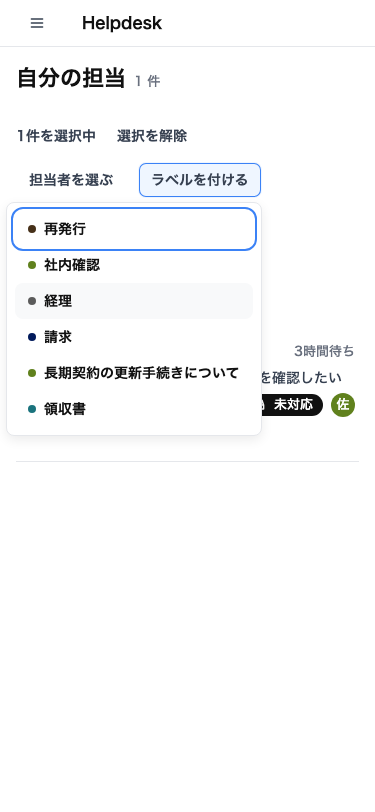 Helpdesk
自分の担当 1 件
1件を選択中 選択を解除
担当者を選ぶ ラベルを付ける
再発行
社内確認
経理
請求
長期契約の更新手続きについて
領収書
3時間待ち
を確認したい
未対応 佐